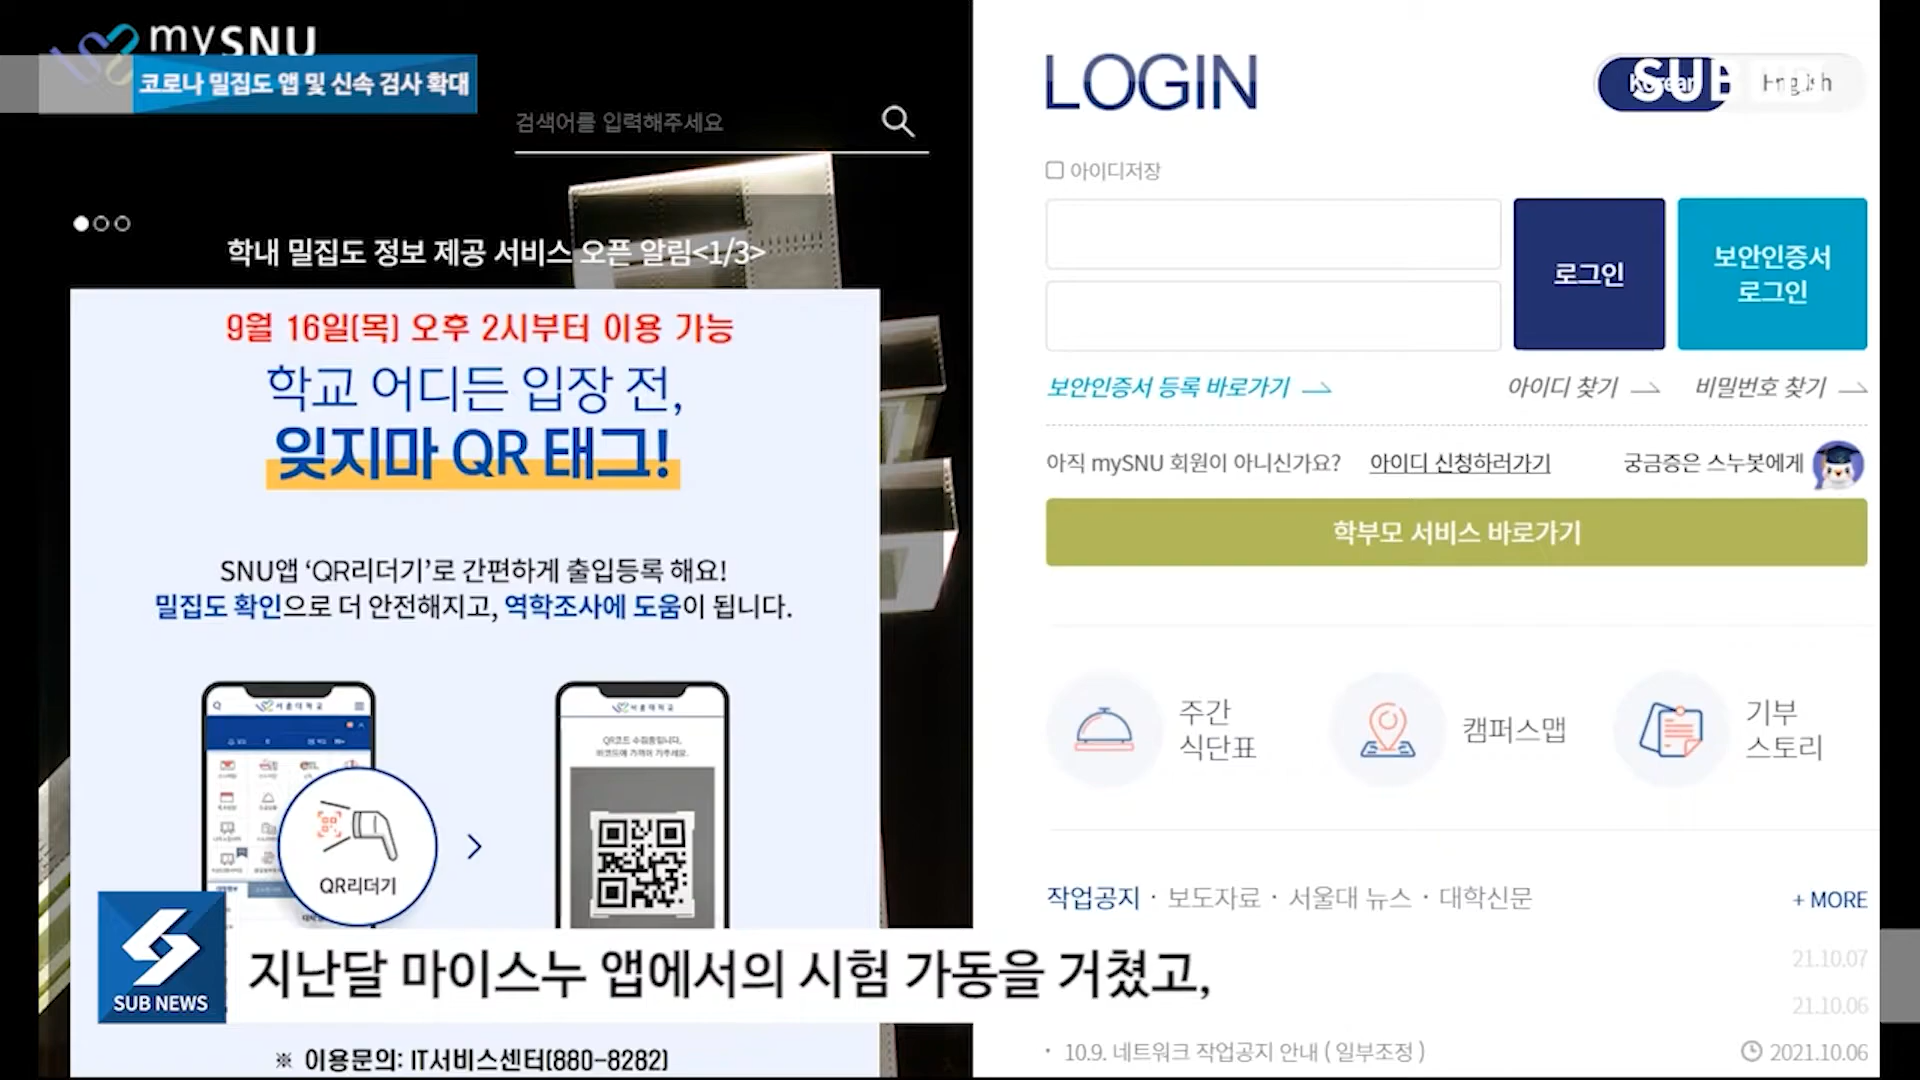 mySNU
코로나 밀집도 앱 및 신속 검사 확대
검색어를 입력해주세요
학내 밀집도 정보 제공 서비스 오픈 알림<1/3>
9월 16일(목) 오후 2시부터 이용 가능
학교 어디든 입장 전,
잊지마 QR 태그!
SNU앱 ‘QR리더기’로 간편하게 출입등록 해요!
밀집도 확인으로 더 안전해지고, 역학조사에 도움이 됩니다.
서울대학교
서울대학교
QR리더기
※ 이용문의: IT서비스센터(880-8282)
LOGIN
Korean
English
SUB
아이디저장
로그인
보안인증서
로그인
보안인증서 등록 바로가기
아이디 찾기
비밀번호 찾기
아직 mySNU 회원이 아니신가요?
아이디 신청하러가기
궁금증은 스누봇에게
학부모 서비스 바로가기
주간
식단표
캠퍼스맵
기부
스토리
작업공지 · 보도자료 · 서울대 뉴스 · 대학신문
+ MORE
21.10.07
21.10.06
· 10.9. 네트워크 작업공지 안내 ( 일부조정 )
2021.10.06
SUB NEWS
지난달 마이스누 앱에서의 시험 가동을 거쳤고,